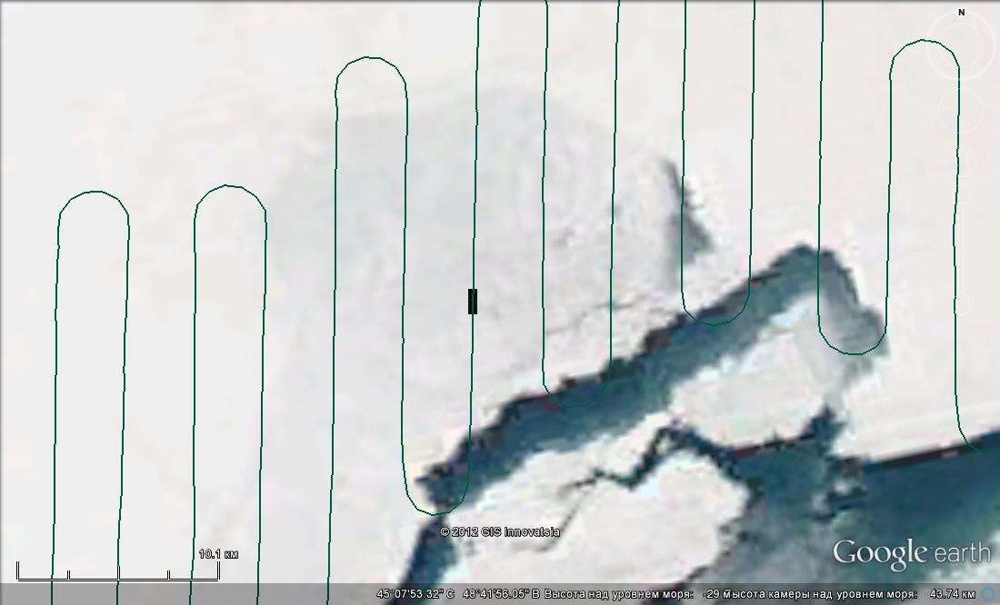 N
© 2012 GIS Innovatsia
10.1 км
Google earth
45°07'53.32" С 48°41'56.05" В Высота над уровнем моря: -29 м Высота камеры над уровнем моря: 43.74 км